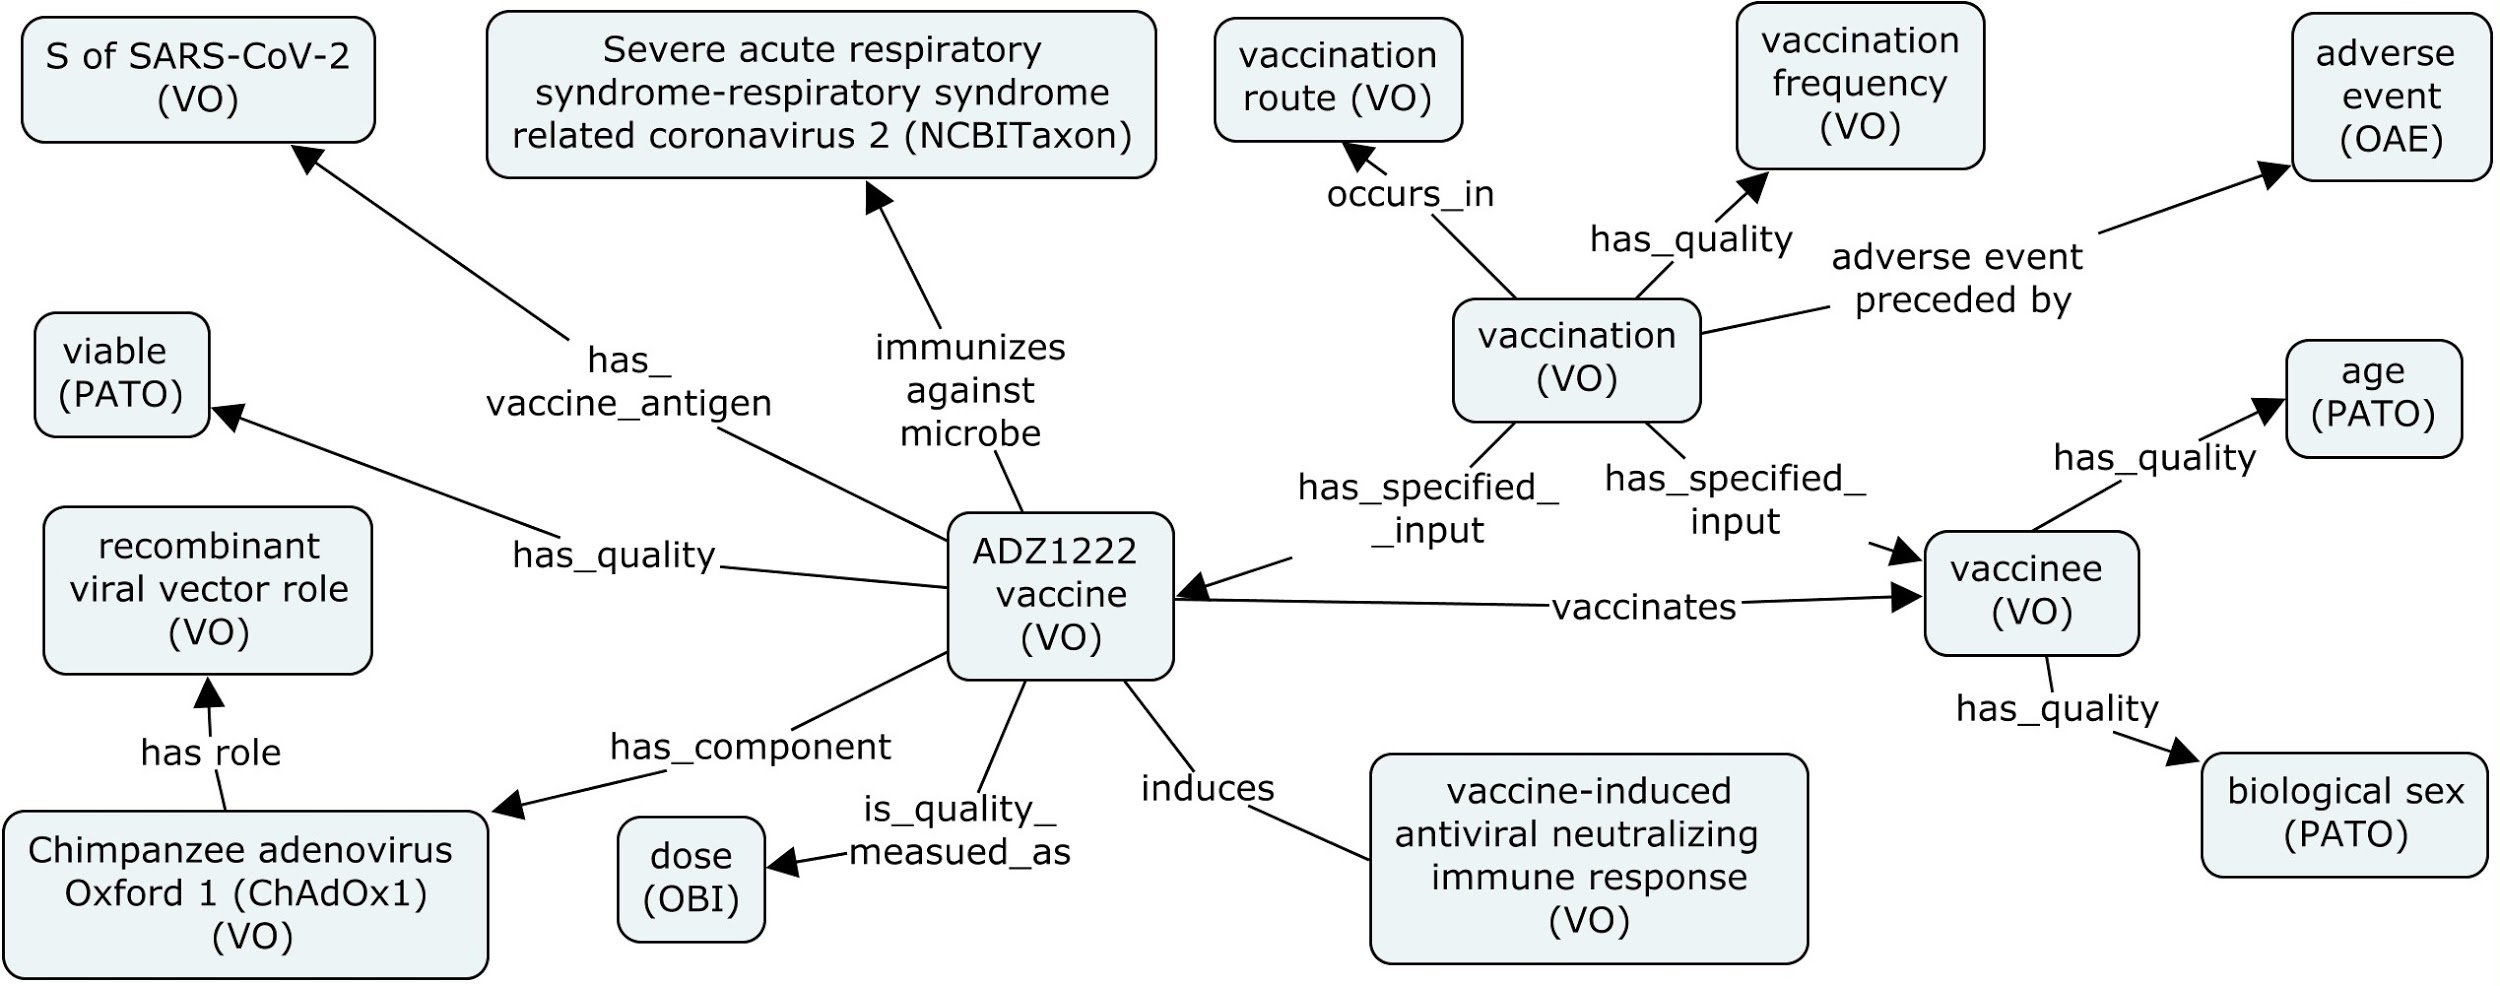 S of SARS-CoV-2
(VO)
Severe acute respiratory
syndrome-respiratory syndrome
related coronavirus 2 (NCBITaxon)
vaccination
route (VO)
vaccination
frequency
(VO)
adverse
event
(OAE)
occurs_in
has_quality
adverse event
preceded by
viable
(PATO)
has_
vaccine_antigen
immunizes
against
microbe
vaccination
(VO)
age
(PATO)
has_quality
has_specified_
_input
has_specified_
input
recombinant
viral vector role
(VO)
has_quality
ADZ1222
vaccine
(VO)
vaccinates
vaccinee
(VO)
has role
has_component
is_quality_
measued_as
induces
has_quality
Chimpanzee adenovirus
Oxford 1 (ChAdOx1)
(VO)
dose
(OBI)
vaccine-induced
antiviral neutralizing
immune response
(VO)
biological sex
(PATO)